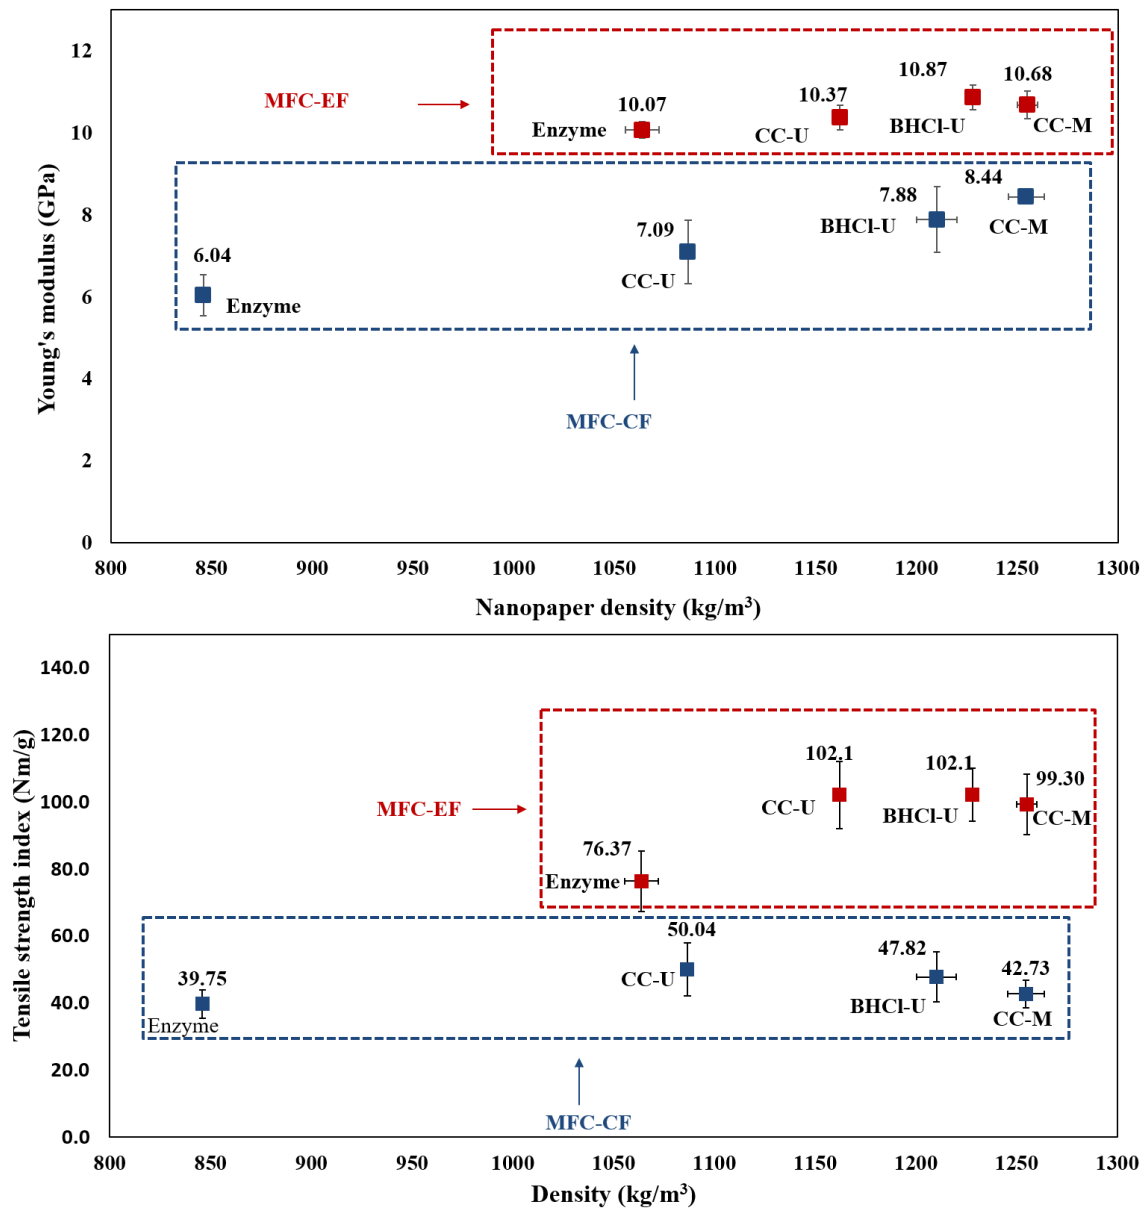 12
10
8
6
4
2
0
Young's modulus (GPa)
MFC-EF
10.07
Enzyme
10.37
CC-U
10.87
BHCl-U
10.68
CC-M
6.04
Enzyme
7.09
CC-U
7.88
BHCl-U
8.44
CC-M
MFC-CF
800 850 900 950 1000 1050 1100 1150 1200 1250 1300
Nanopaper density (kg/m³)
140.0
120.0
100.0
80.0
60.0
40.0
20.0
0.0
Tensile strength index (Nm/g)
MFC-EF
76.37
Enzyme
102.1
CC-U
102.1
BHCl-U
99.30
CC-M
39.75
Enzyme
50.04
CC-U
47.82
BHCl-U
42.73
CC-M
MFC-CF
800 850 900 950 1000 1050 1100 1150 1200 1250 1300
Density (kg/m³)